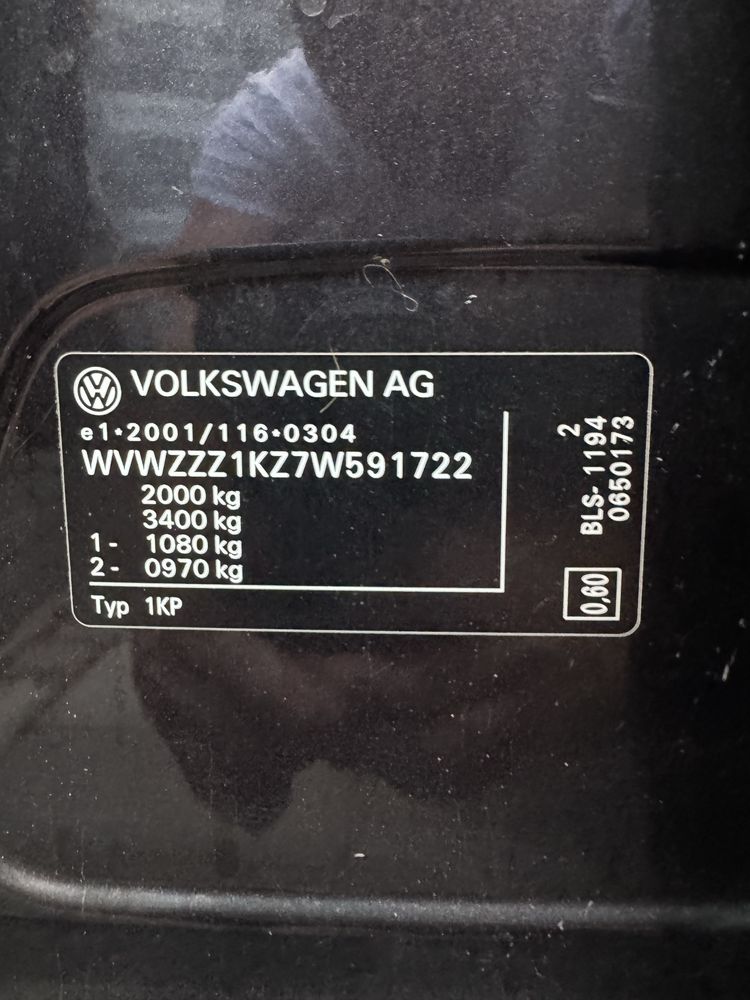 VOLKSWAGEN AG
e1*2001/116*0304
WVWZZZ1KZ7W591722
2000 kg
3400 kg
1- 1080 kg
2- 0970 kg
Typ 1KP
2
BLS-1194
0650173
0,60